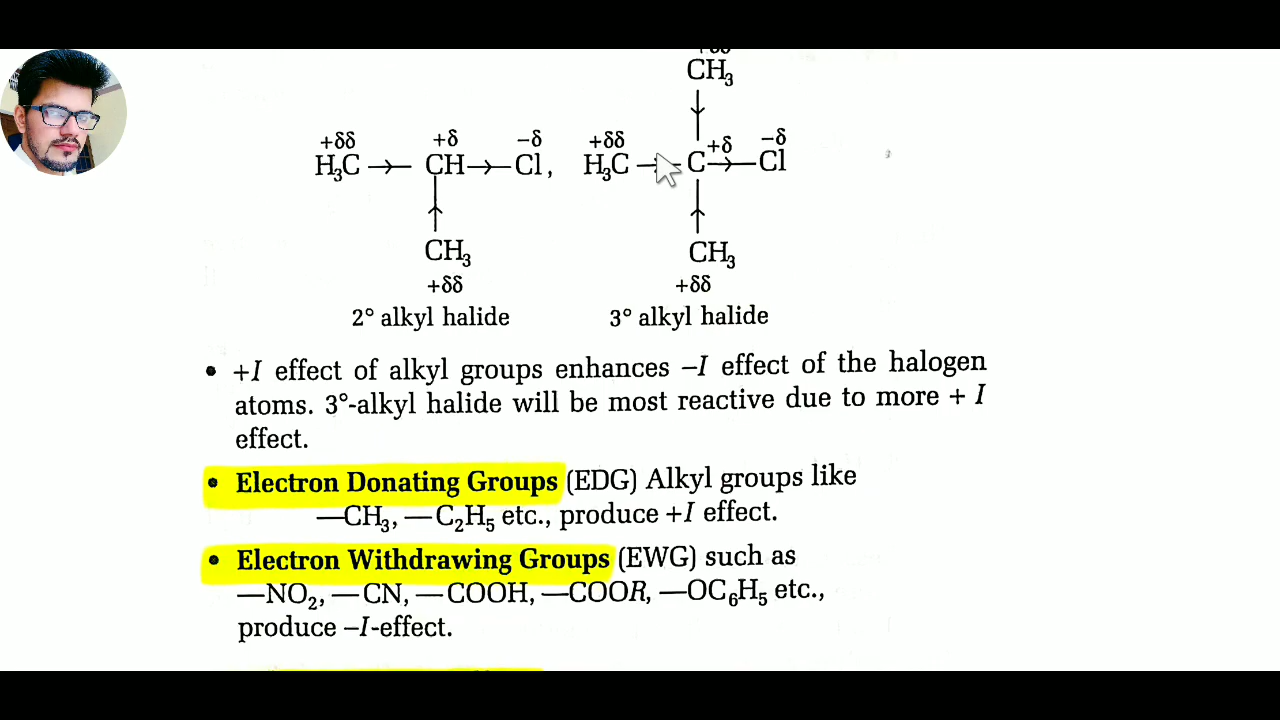 +δδ
CH₃
+δδ +δ −δ +δδ +δ −δ
H₃C → CH → Cl, H₃C → C → Cl
CH₃ CH₃
+δδ +δδ
2° alkyl halide 3° alkyl halide
• +I effect of alkyl groups enhances –I effect of the halogen
atoms. 3°-alkyl halide will be most reactive due to more + I
effect.
• Electron Donating Groups (EDG) Alkyl groups like
—CH₃, —C₂H₅ etc., produce +I effect.
• Electron Withdrawing Groups (EWG) such as
—NO₂, —CN, —COOH, —COOR, —OC₆H₅ etc.,
produce –I-effect.